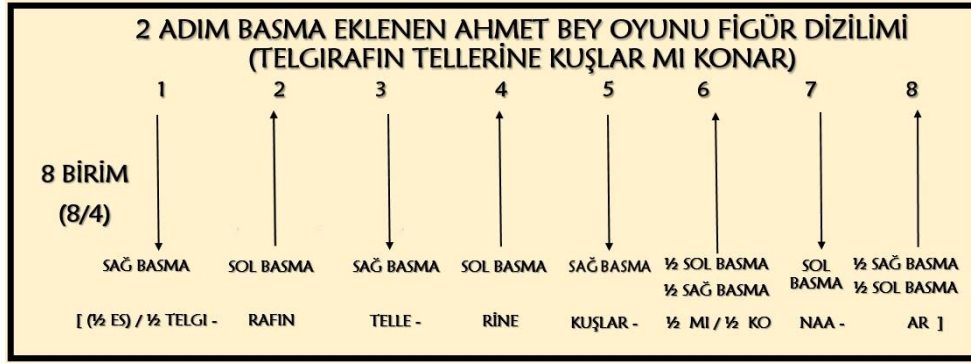 2 ADIM BASMA EKLENEN AHMET BEY OYUNU FİGÜR DİZİLİMİ
(TELGIRAFIN TELLERİNE KUŞLAR MI KONAR)
1 2 3 4 5 6 7 8
8 BİRİM
(8/4)
SAĞ BASMA SOL BASMA SAĞ BASMA SOL BASMA SAĞ BASMA ½ SOL BASMA SOL BASMA ½ SAĞ BASMA
½ SAĞ BASMA ½ SOL BASMA
[ (½ ES) / ½ TELGI - RAFIN TELLE - RİNE KUŞLAR - ½ MI / ½ KO NAA - AR ]